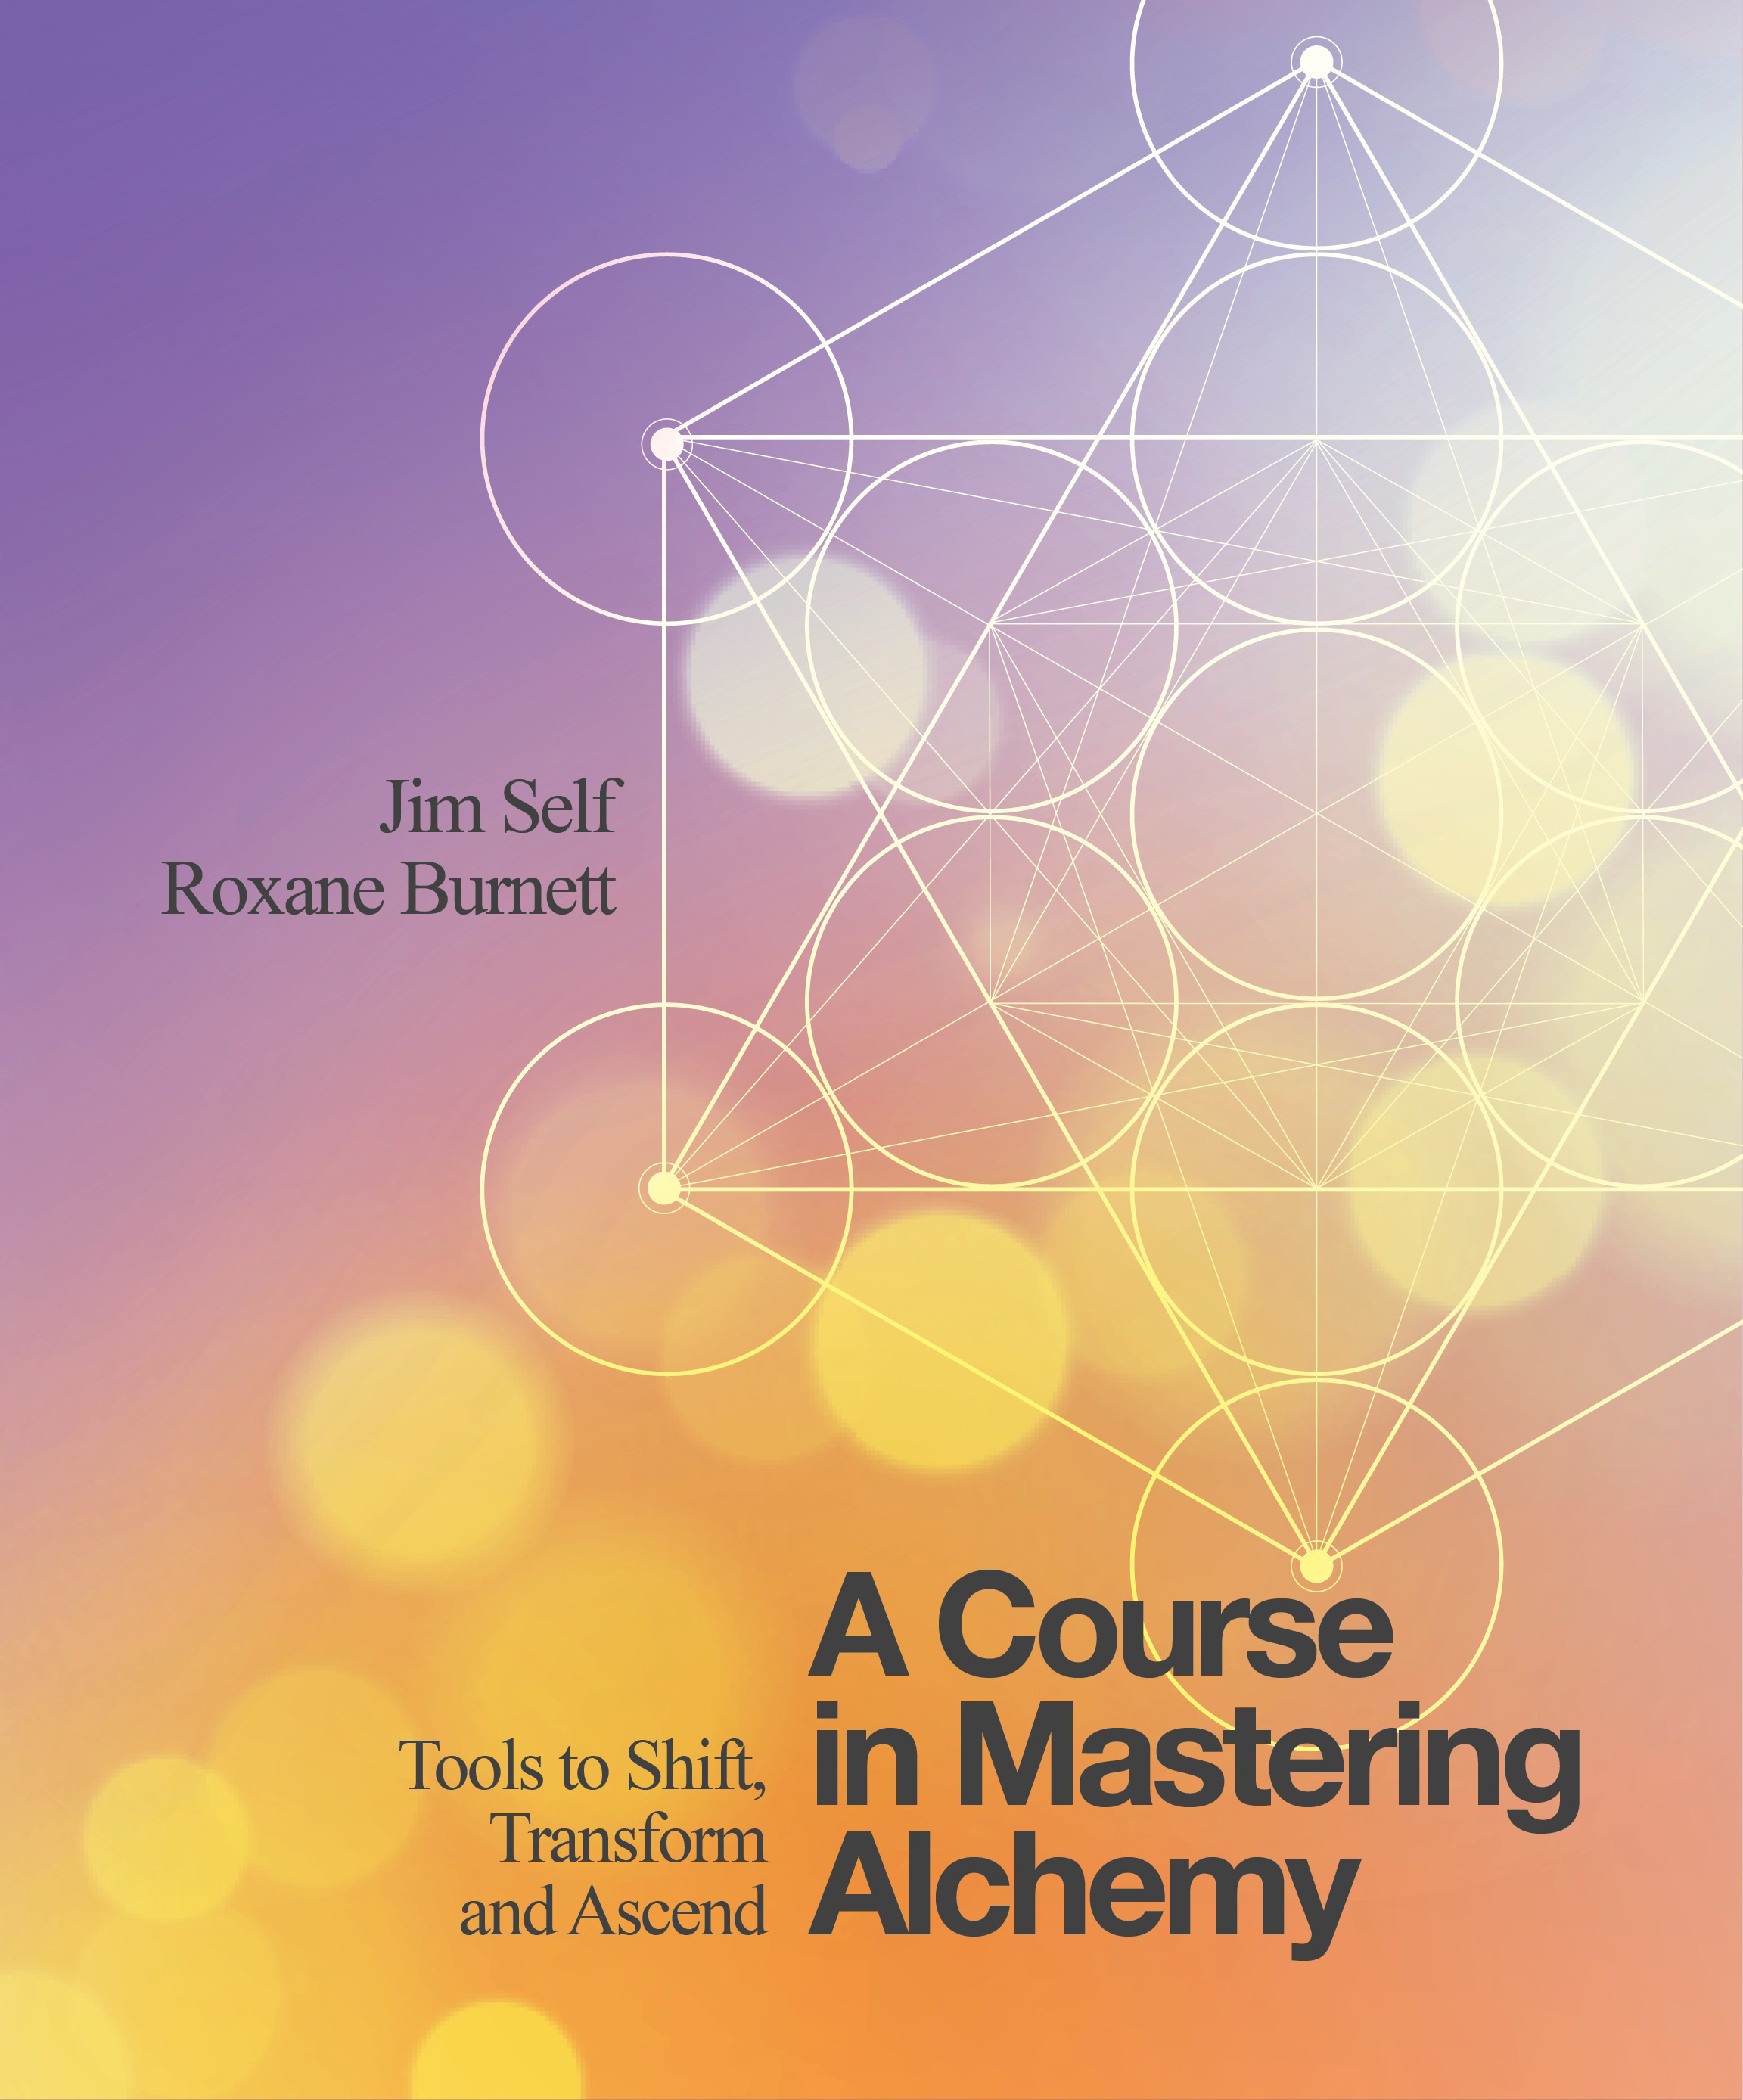 Jim Self
Roxane Burnett
A Course
in Mastering
Alchemy
Tools to Shift,
Transform
and Ascend